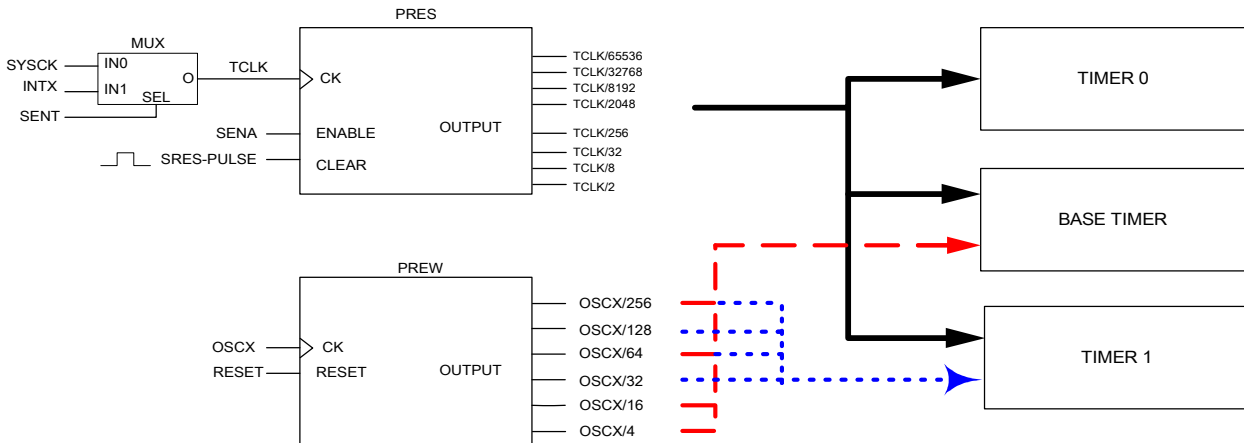 PRES
MUX
SYSCK
IN0
O
TCLK
CK
INTX
IN1
SEL
SENT
SENA
ENABLE
OUTPUT
SRES-PULSE
CLEAR
TCLK/65536
TCLK/32768
TCLK/8192
TCLK/2048
TCLK/256
TCLK/32
TCLK/8
TCLK/2
TIMER 0
BASE TIMER
TIMER 1
PREW
OSCX
CK
RESET
RESET
OUTPUT
OSCX/256
OSCX/128
OSCX/64
OSCX/32
OSCX/16
OSCX/4